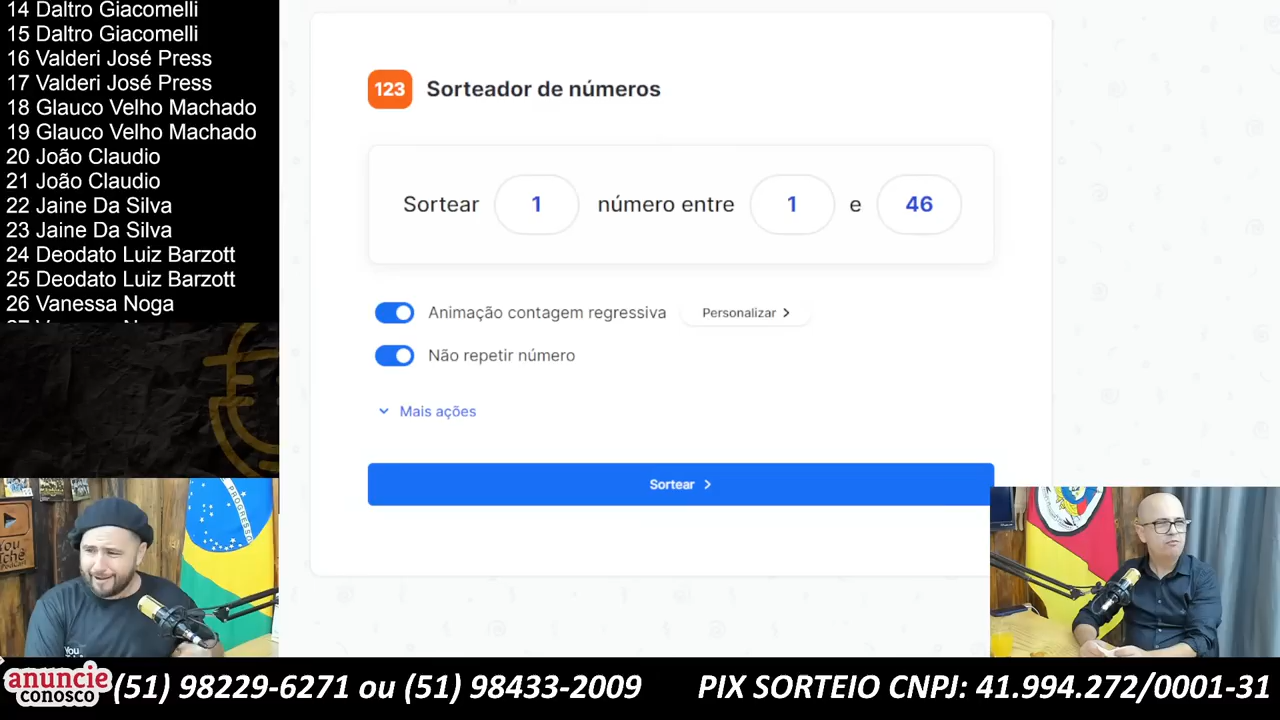 14 Daltro Giacomelli
15 Daltro Giacomelli
16 Valderi José Press
17 Valderi José Press
18 Glauco Velho Machado
19 Glauco Velho Machado
20 João Claudio
21 João Claudio
22 Jaine Da Silva
23 Jaine Da Silva
24 Deodato Luiz Barzott
25 Deodato Luiz Barzott
26 Vanessa Noga
123 Sorteador de números
Sortear 1 número entre 1 e 46
Animação contagem regressiva Personalizar >
Não repetir número
Mais ações
Sortear >
PROGRESSO
You
anuncie
conosco
(51) 98229-6271 ou (51) 98433-2009 PIX SORTEIO CNPJ: 41.994.272/0001-31